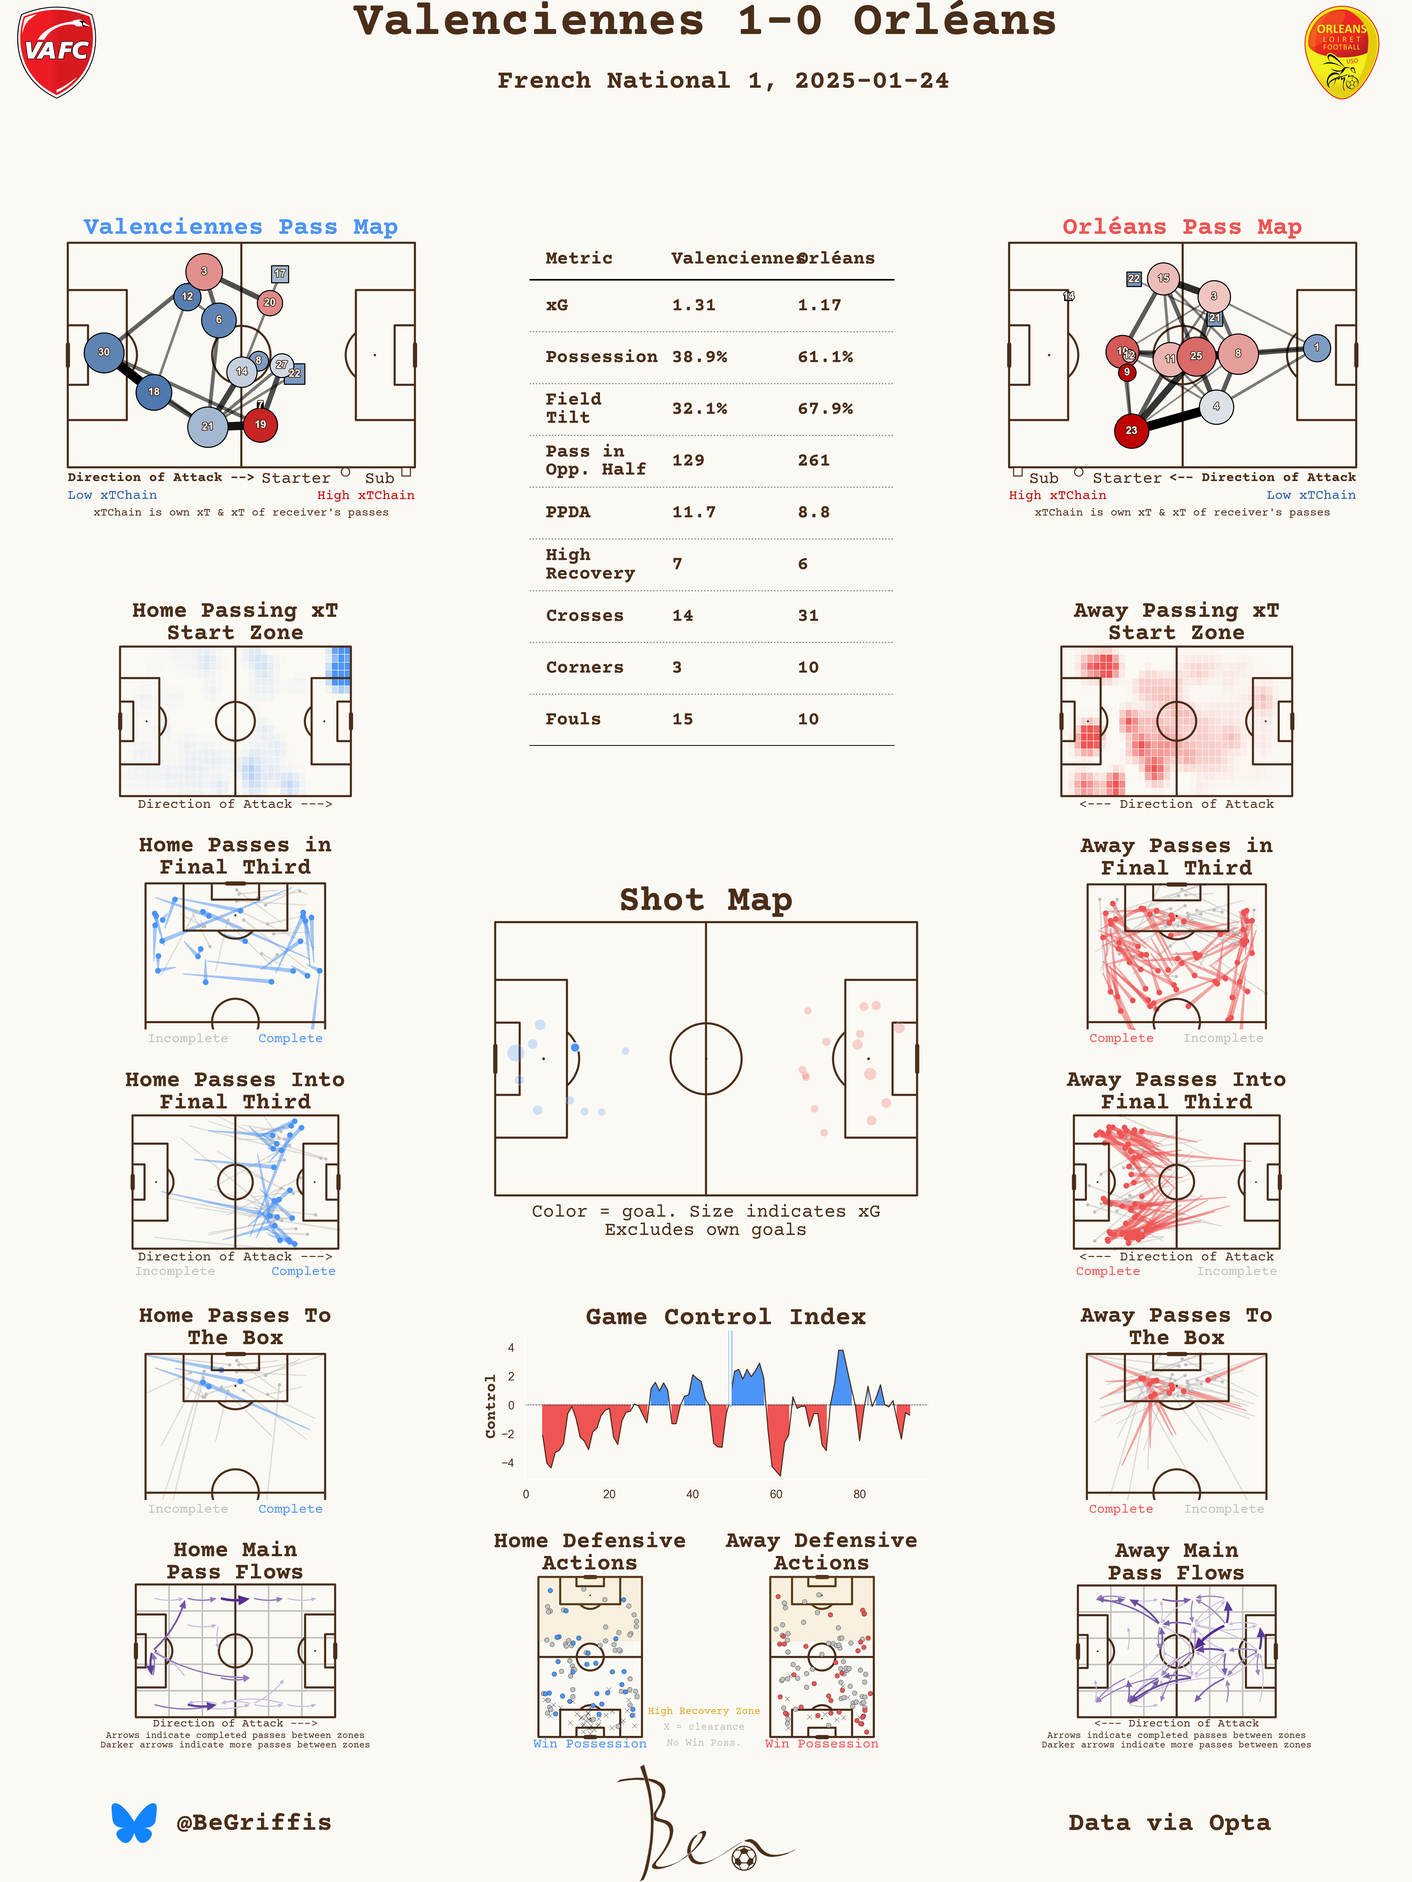 Valenciennes 1-0 Orléans
French National 1, 2025-01-24
VAFC
ORLEANS
LOIRET
FOOTBALL
USO
Valenciennes Pass Map
3
17
12
20
6
30
8
27
14
22
18
7
19
21
Direction of Attack --> Starter Sub
Low xTChain High xTChain
xTChain is own xT & xT of receiver's passes
Metric Valenciennes Orléans
xG 1.31 1.17
Possession 38.9% 61.1%
Field
Tilt 32.1% 67.9%
Pass in
Opp. Half 129 261
PPDA 11.7 8.8
High
Recovery 7 6
Crosses 14 31
Corners 3 10
Fouls 15 10
Orléans Pass Map
22
15
14
3
21
1
12
11
25
8
9
4
23
Sub Starter <-- Direction of Attack
High xTChain Low xTChain
xTChain is own xT & xT of receiver's passes
Home Passing xT
Start Zone
Direction of Attack --->
Away Passing xT
Start Zone
<--- Direction of Attack
Home Passes in
Final Third
Incomplete Complete
Away Passes in
Final Third
Complete Incomplete
Shot Map
Color = goal. Size indicates xG
Excludes own goals
Home Passes Into
Final Third
Direction of Attack --->
Incomplete Complete
Away Passes Into
Final Third
<--- Direction of Attack
Complete Incomplete
Game Control Index
Control
4
2
0
−2
−4
0 20 40 60 80
Home Passes To
The Box
Incomplete Complete
Away Passes To
The Box
Complete Incomplete
Home Main
Pass Flows
Direction of Attack --->
Arrows indicate completed passes between zones
Darker arrows indicate more passes between zones
Home Defensive
Actions
Win Possession
High Recovery Zone
X = clearance
No Win Poss.
Away Defensive
Actions
Win Possession
Away Main
Pass Flows
<--- Direction of Attack
Arrows indicate completed passes between zones
Darker arrows indicate more passes between zones
@BeGriffis
Ben
Data via Opta